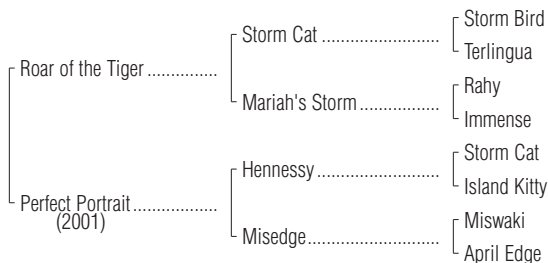 Storm Bird
Storm Cat ........................
Terlingua
Roar of the Tiger ...............
Rahy
Mariah's Storm ................
Immense
Storm Cat
Hennessy .........................
Island Kitty
Perfect Portrait ..................
(2001)
Miswaki
Misedge ...........................
April Edge